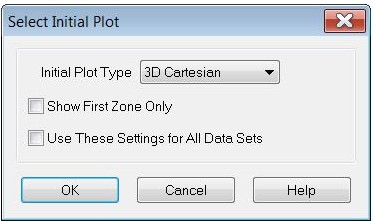 Select Initial Plot
Initial Plot Type 3D Cartesian
Show First Zone Only
Use These Settings for All Data Sets
OK Cancel Help